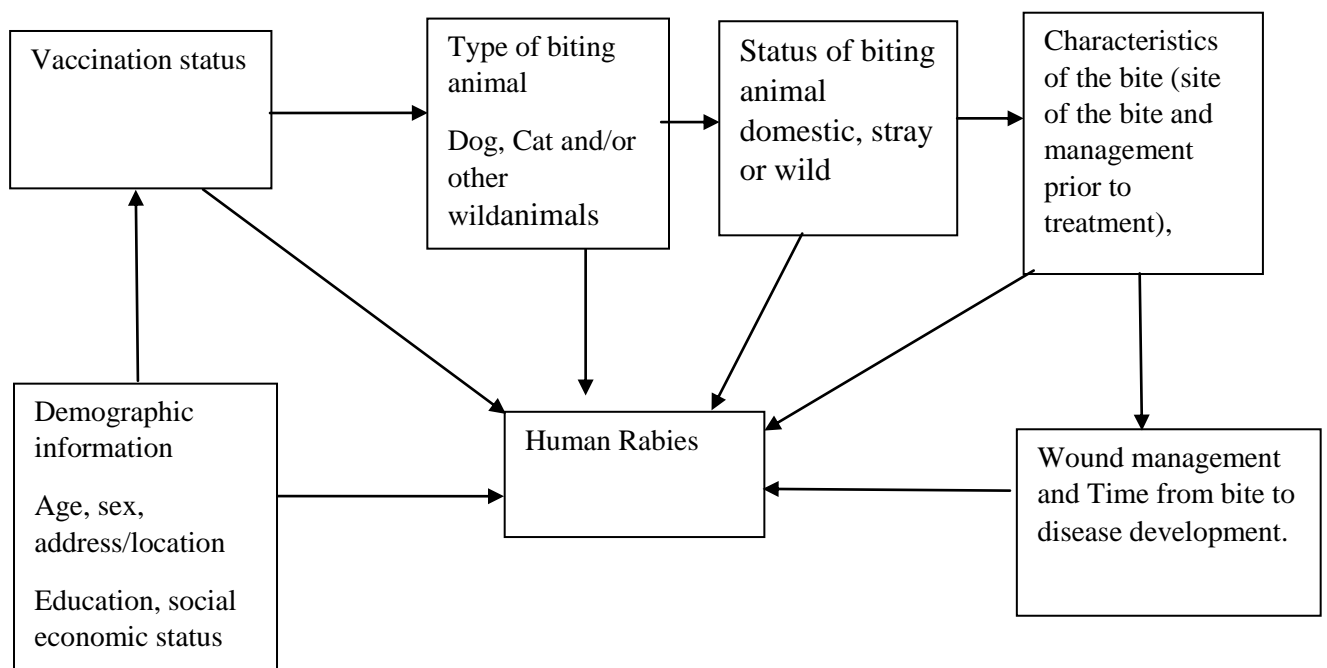 Vaccination status
Type of biting
animal
Dog, Cat and/or
other
wildanimals
Status of biting
animal
domestic, stray
or wild
Characteristics
of the bite (site
of the bite and
management
prior to
treatment),
Demographic
information
Age, sex,
address/location
Education, social
economic status
Human Rabies
Wound management
and Time from bite to
disease development.